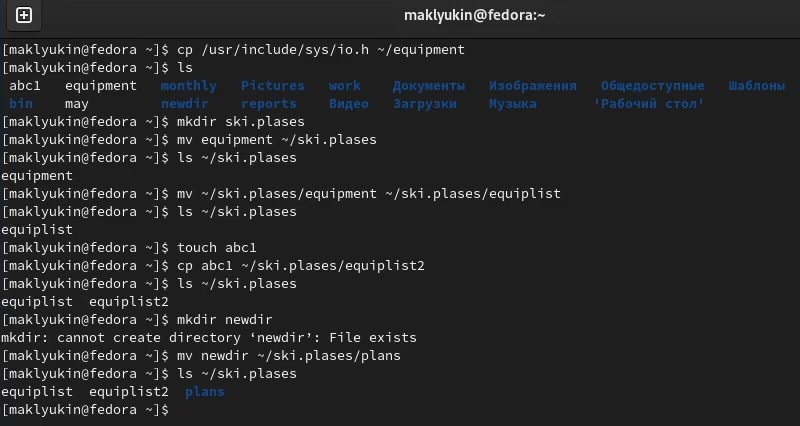 maklyukin@fedora:~
[maklyukin@fedora ~]$ cp /usr/include/sys/io.h ~/equipment
[maklyukin@fedora ~]$ ls
abc1 equipment monthly Pictures work Документы Изображения Общедоступные Шаблоны
bin may newdir reports Видео Загрузки Музыка 'Рабочий стол'
[maklyukin@fedora ~]$ mkdir ski.plases
[maklyukin@fedora ~]$ mv equipment ~/ski.plases
[maklyukin@fedora ~]$ ls ~/ski.plases
equipment
[maklyukin@fedora ~]$ mv ~/ski.plases/equipment ~/ski.plases/equiplist
[maklyukin@fedora ~]$ ls ~/ski.plases
equiplist
[maklyukin@fedora ~]$ touch abc1
[maklyukin@fedora ~]$ cp abc1 ~/ski.plases/equiplist2
[maklyukin@fedora ~]$ ls ~/ski.plases
equiplist equiplist2
[maklyukin@fedora ~]$ mkdir newdir
mkdir: cannot create directory ‘newdir’: File exists
[maklyukin@fedora ~]$ mv newdir ~/ski.plases/plans
[maklyukin@fedora ~]$ ls ~/ski.plases
equiplist equiplist2 plans
[maklyukin@fedora ~]$